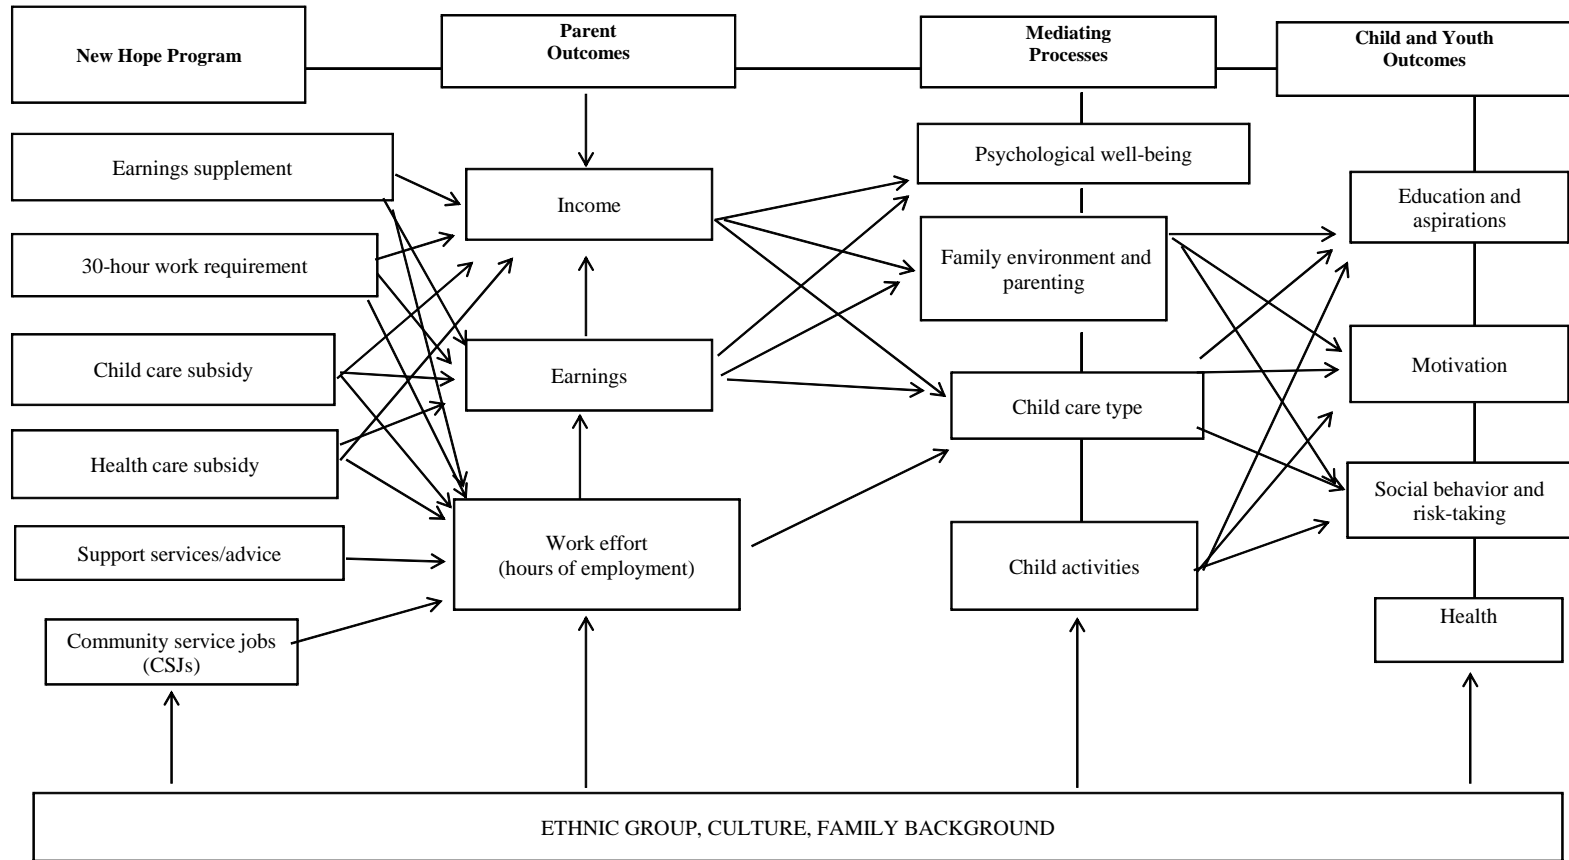 New Hope Program
Parent
Outcomes
Mediating
Processes
Child and Youth
Outcomes
Earnings supplement
30-hour work requirement
Child care subsidy
Health care subsidy
Support services/advice
Community service jobs
(CSJs)
Income
Earnings
Work effort
(hours of employment)
Psychological well-being
Family environment and
parenting
Child care type
Child activities
Education and
aspirations
Motivation
Social behavior and
risk-taking
Health
ETHNIC GROUP, CULTURE, FAMILY BACKGROUND